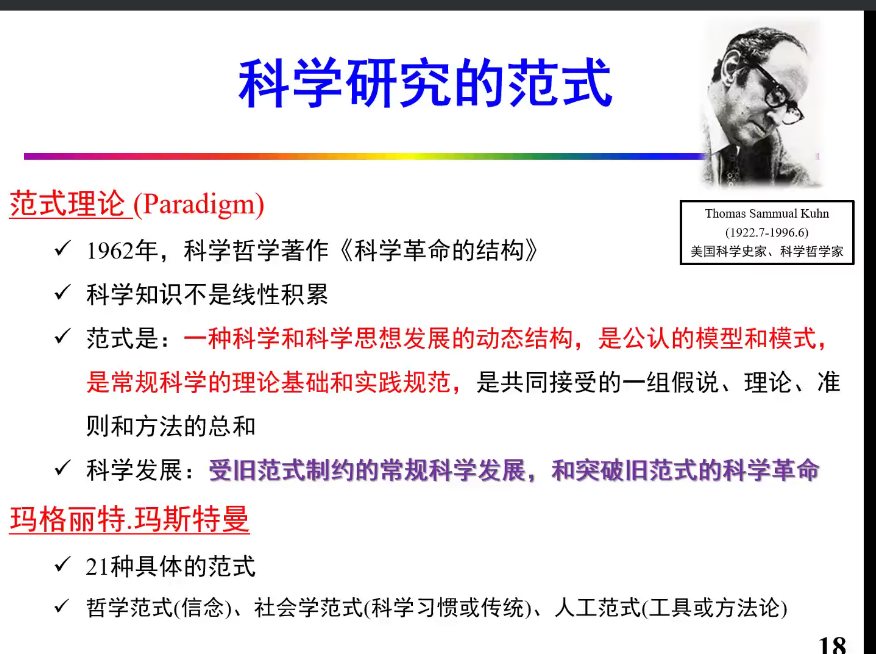 科学研究的范式
Thomas Sammual Kuhn
(1922.7-1996.6)
美国科学史家、科学哲学家
范式理论 (Paradigm)
✓ 1962年，科学哲学著作《科学革命的结构》
✓ 科学知识不是线性积累
✓ 范式是：一种科学和科学思想发展的动态结构，是公认的模型和模式，
是常规科学的理论基础和实践规范，是共同接受的一组假说、理论、准
则和方法的总和
✓ 科学发展：受旧范式制约的常规科学发展，和突破旧范式的科学革命
玛格丽特.玛斯特曼
✓ 21种具体的范式
✓ 哲学范式(信念)、社会学范式(科学习惯或传统)、人工范式(工具或方法论)
18